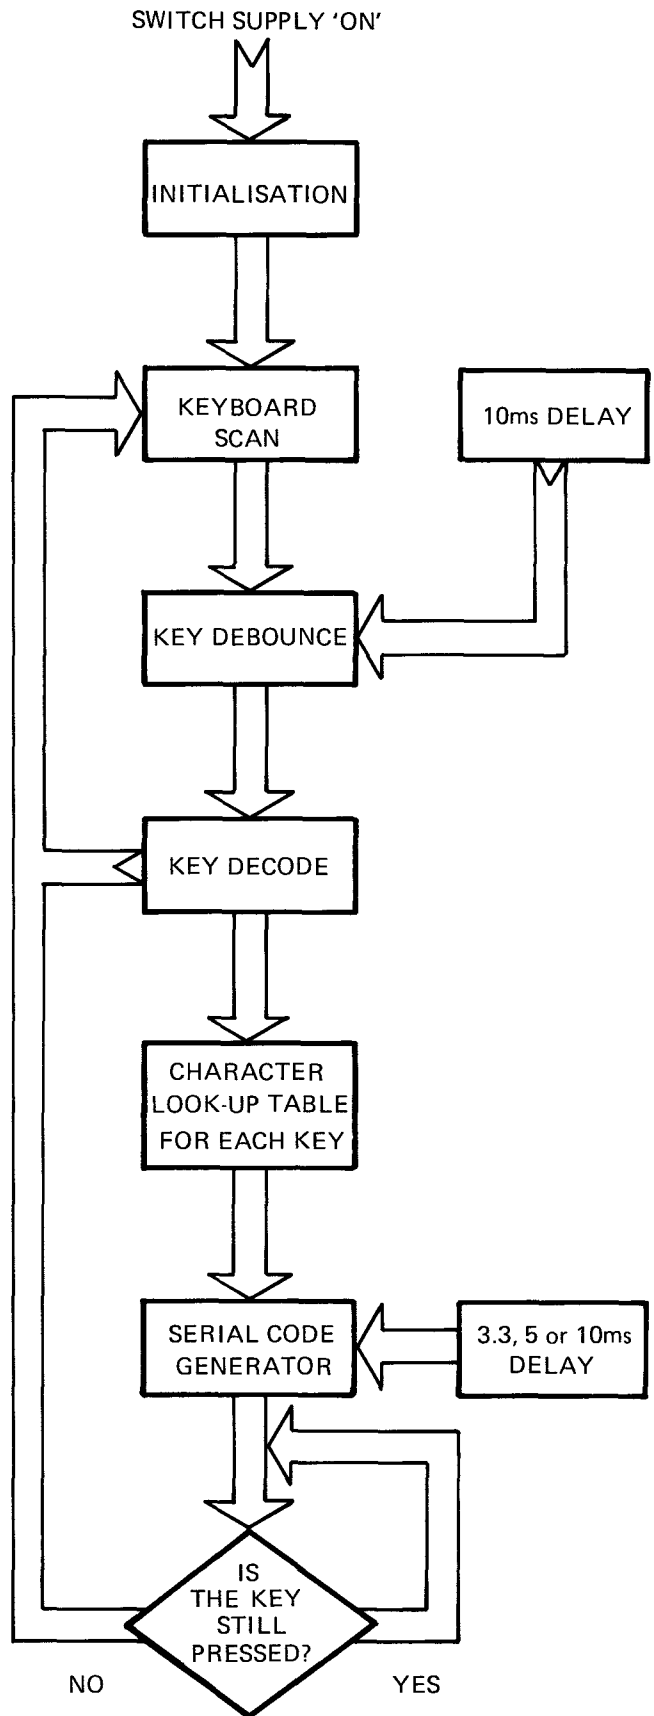 SWITCH SUPPLY ‘ON’
INITIALISATION
KEYBOARD
SCAN
10ms DELAY
KEY DEBOUNCE
KEY DECODE
CHARACTER
LOOK-UP TABLE
FOR EACH KEY
SERIAL CODE
GENERATOR
3.3, 5 or 10ms
DELAY
IS
THE KEY
STILL
PRESSED?
NO
YES